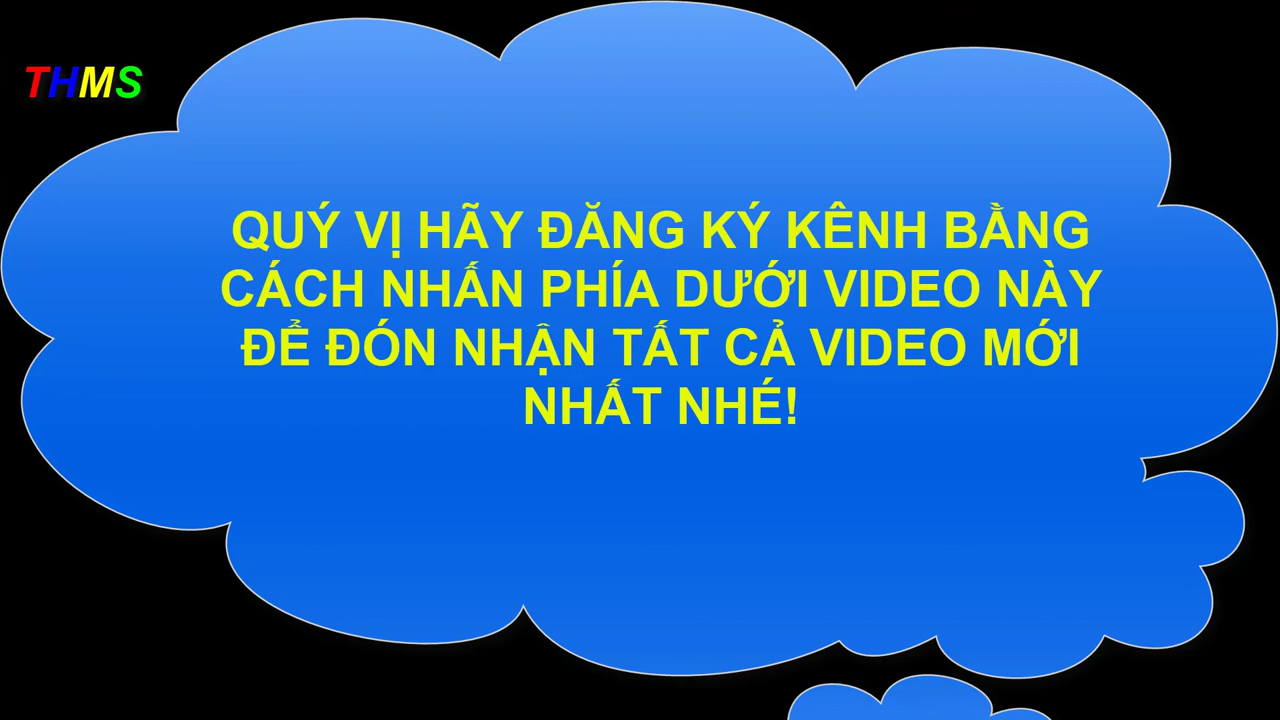 THMS
QUÝ VỊ HÃY ĐĂNG KÝ KÊNH BẰNG
CÁCH NHẤN PHÍA DƯỚI VIDEO NÀY
ĐỂ ĐÓN NHẬN TẤT CẢ VIDEO MỚI
NHẤT NHÉ!